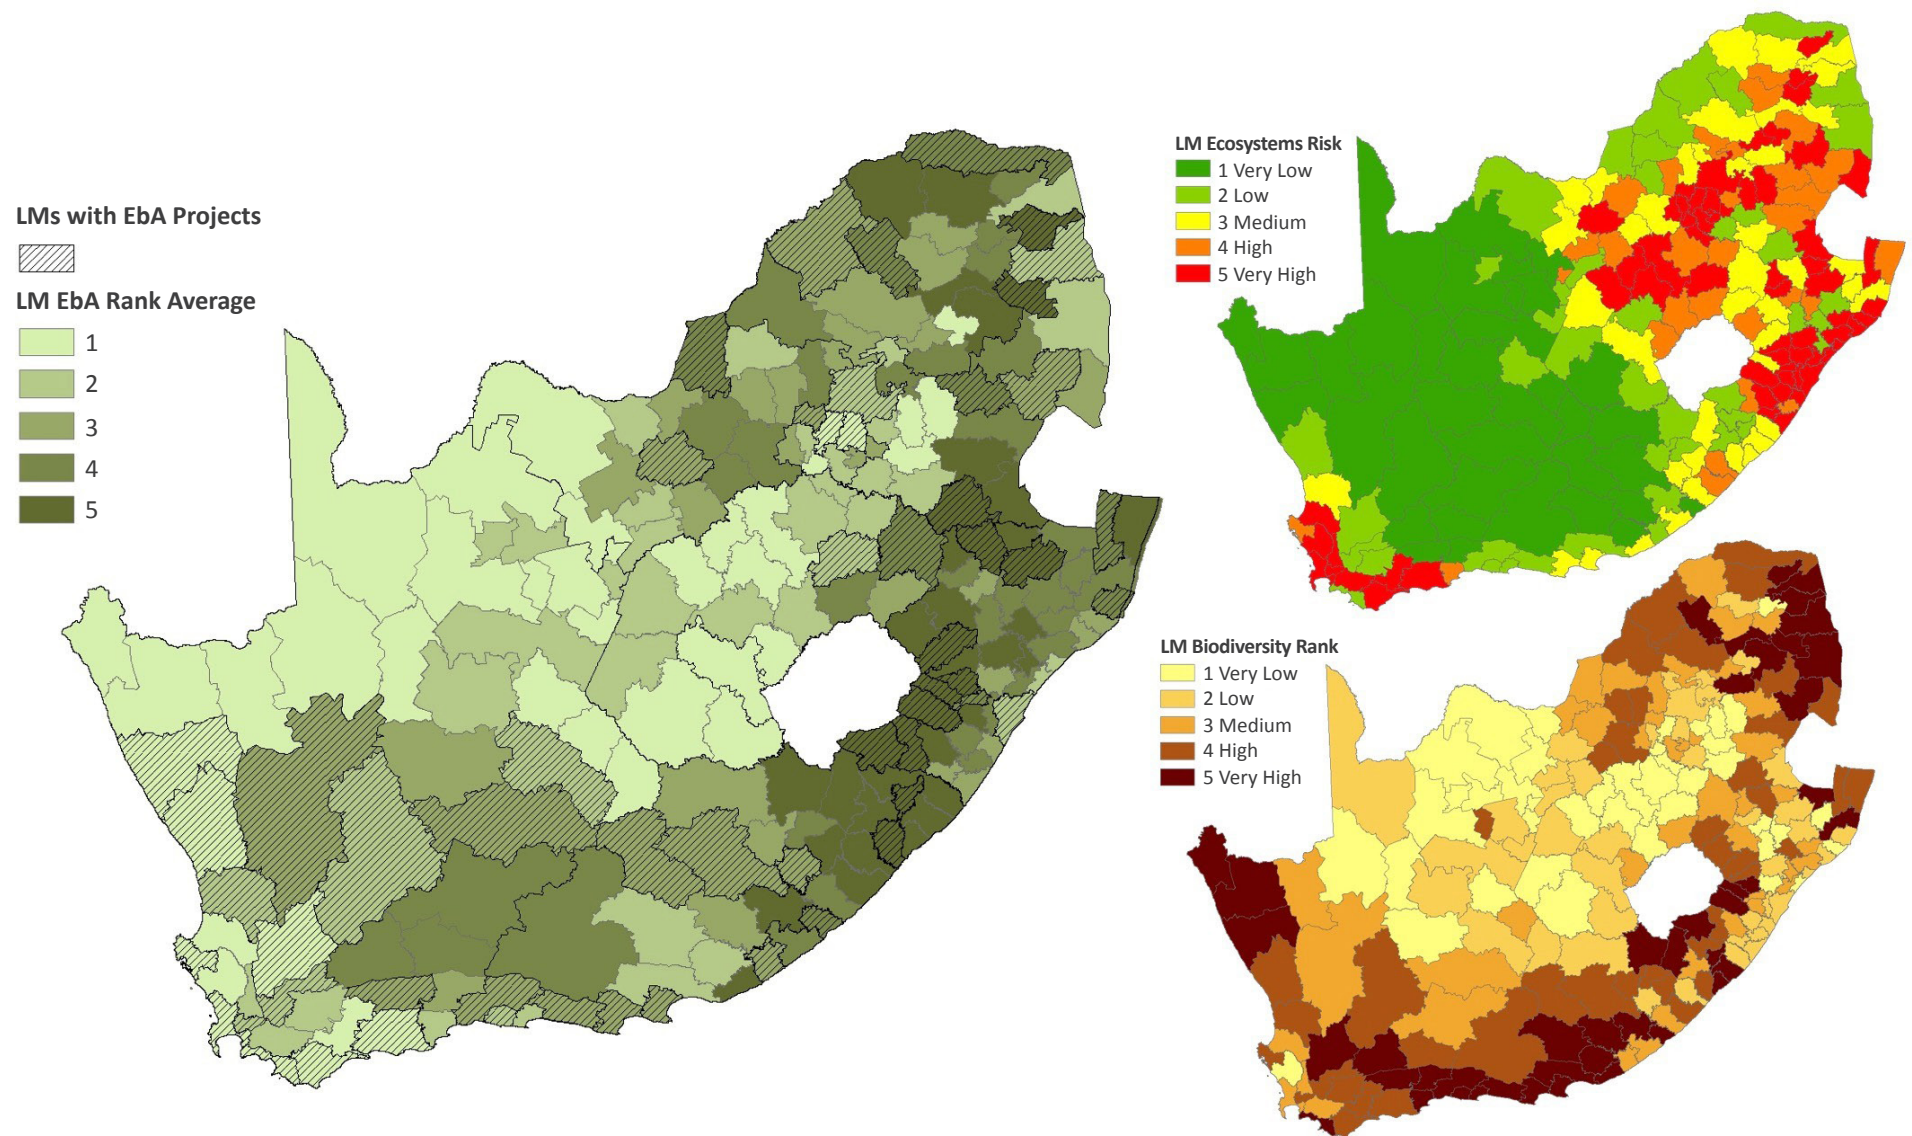 LMs with EbA Projects
LM EbA Rank Average
1
2
3
4
5
LM Ecosystems Risk
1 Very Low
2 Low
3 Medium
4 High
5 Very High
LM Biodiversity Rank
1 Very Low
2 Low
3 Medium
4 High
5 Very High